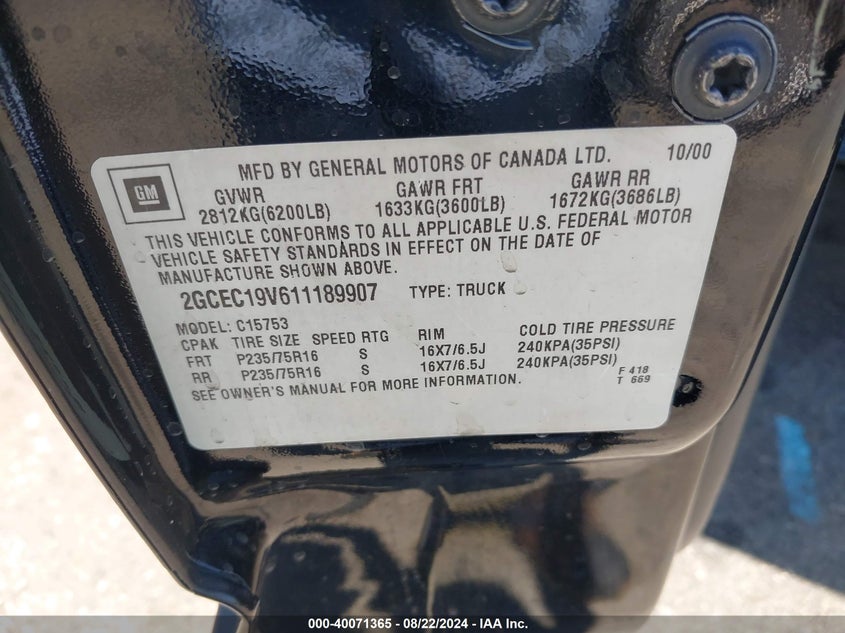 MFD BY GENERAL MOTORS OF CANADA LTD. 10/00
GM
GVWR GAWR FRT GAWR RR
2812KG(6200LB) 1633KG(3600LB) 1672KG(3686LB)
THIS VEHICLE CONFORMS TO ALL APPLICABLE U.S. FEDERAL MOTOR
VEHICLE SAFETY STANDARDS IN EFFECT ON THE DATE OF
MANUFACTURE SHOWN ABOVE.
2GCEC19V611189907 TYPE: TRUCK
MODEL: C15753
CPAK TIRE SIZE SPEED RTG RIM COLD TIRE PRESSURE
FRT P235/75R16 S 16X7/6.5J 240KPA(35PSI)
RR P235/75R16 S 16X7/6.5J 240KPA(35PSI)
SEE OWNER'S MANUAL FOR MORE INFORMATION.
F 418
T 669
000-40071365 - 08/22/2024 - IAA Inc.